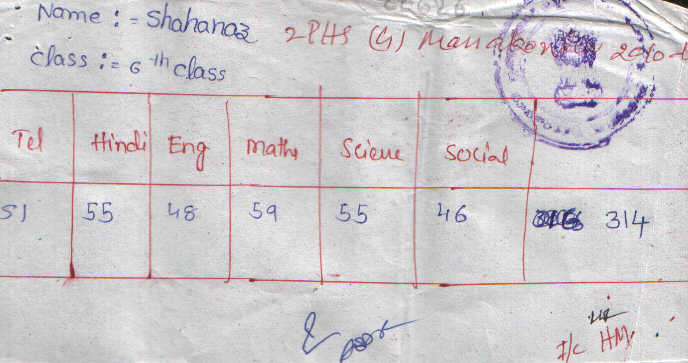 Name :- Shahanaz
ZPHS (G) Manakondur 2010-
Class := 6th class
Tel Hindi Eng Maths Science Social
51 55 48 59 55 46 314
I/c HM